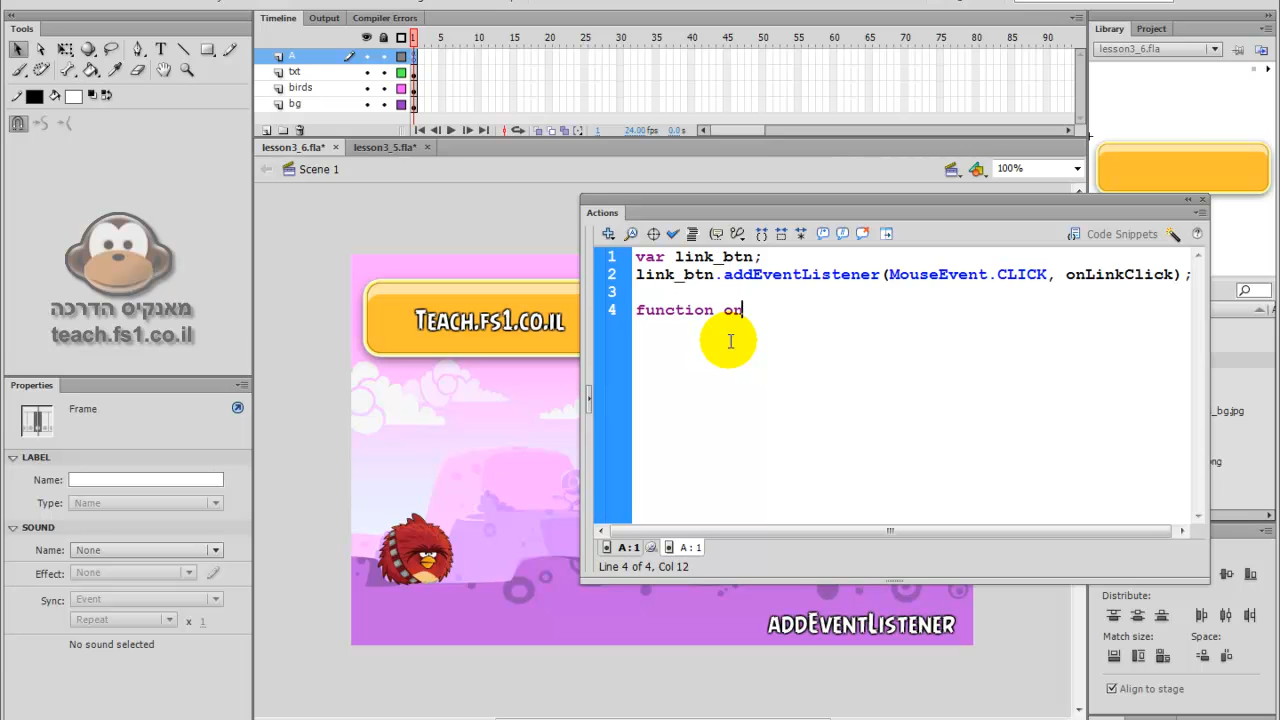 Tools
Timeline
Output
Compiler Errors
Library
Project
1 5 10 15 20 25 30 35 40 45 50 55 60 65 70 75 80 85 90
A
txt
birds
bg
lesson3_6.fla
1 24.00fps 0.0s
lesson3_6.fla* × lesson3_5.fla* ×
Scene 1
100%
Actions
Code Snippets
1 var link_btn;
2 link_btn.addEventListener(MouseEvent.CLICK, onLinkClick);
3
4 function on
A : 1
A : 1
Line 4 of 4, Col 12
מאנקיס הדרכה
teach.fs1.co.il
Teach.fs1.co.il
addEventListener
Properties
Frame
LABEL
Name:
Type: Name
SOUND
Name: None
Effect: None
Sync: Event
Repeat x 1
No sound selected
_bg.jpg
ong
Distribute:
Match size: Space:
Align to stage